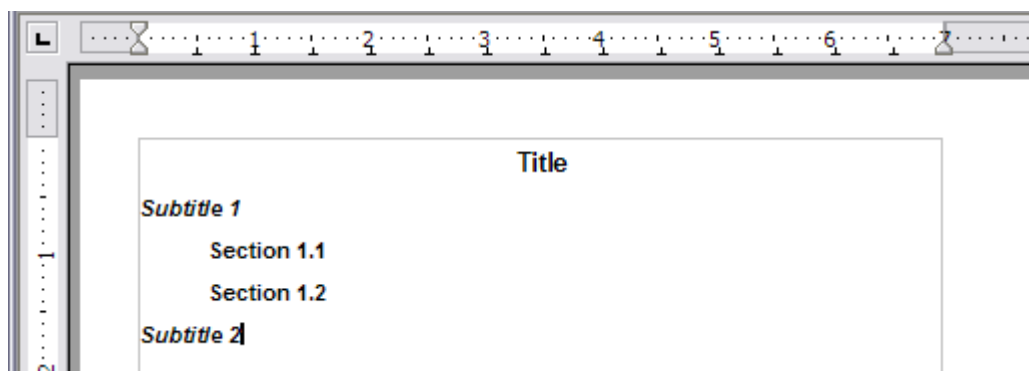 1 2 3 4 5 6 7
Title
Subtitle 1
Section 1.1
1
Section 1.2
Subtitle 2
2